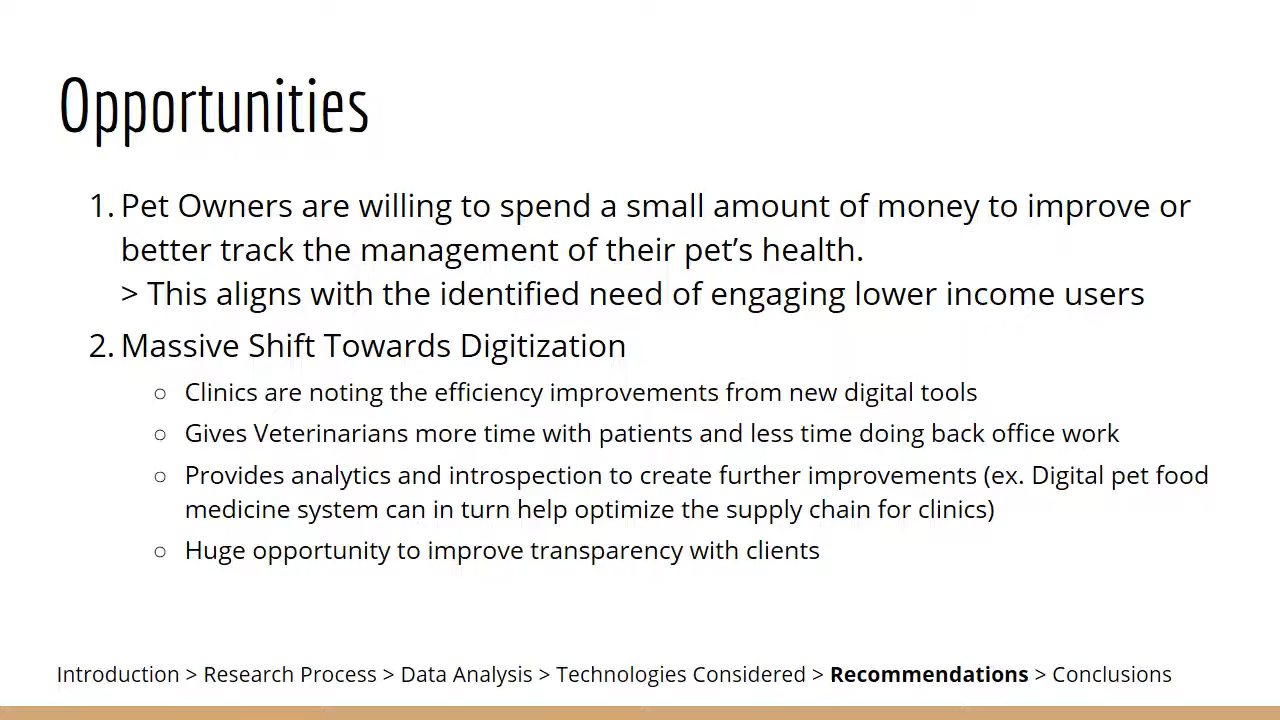 Opportunities
1. Pet Owners are willing to spend a small amount of money to improve or
better track the management of their pet’s health.
> This aligns with the identified need of engaging lower income users
2. Massive Shift Towards Digitization
○ Clinics are noting the efficiency improvements from new digital tools
○ Gives Veterinarians more time with patients and less time doing back office work
○ Provides analytics and introspection to create further improvements (ex. Digital pet food
medicine system can in turn help optimize the supply chain for clinics)
○ Huge opportunity to improve transparency with clients
Introduction > Research Process > Data Analysis > Technologies Considered > Recommendations > Conclusions